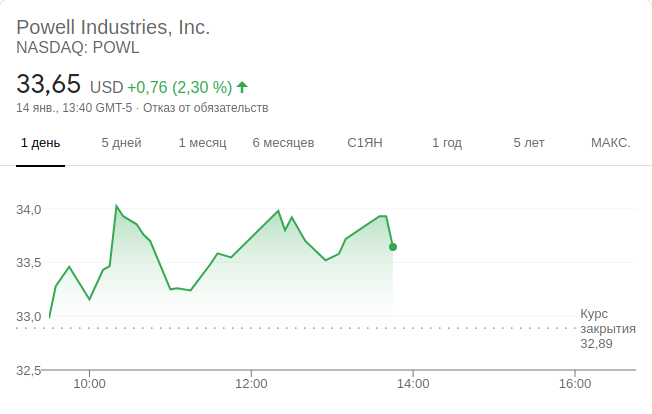 Powell Industries, Inc.
NASDAQ: POWL
33,65 USD +0,76 (2,30 %)
14 янв., 13:40 GMT-5 · Отказ от обязательств
1 день 5 дней 1 месяц 6 месяцев С1ЯН 1 год 5 лет МАКС.
34,0
33,5
33,0
Курс
закрытия
32,89
32,5
10:00 12:00 14:00 16:00